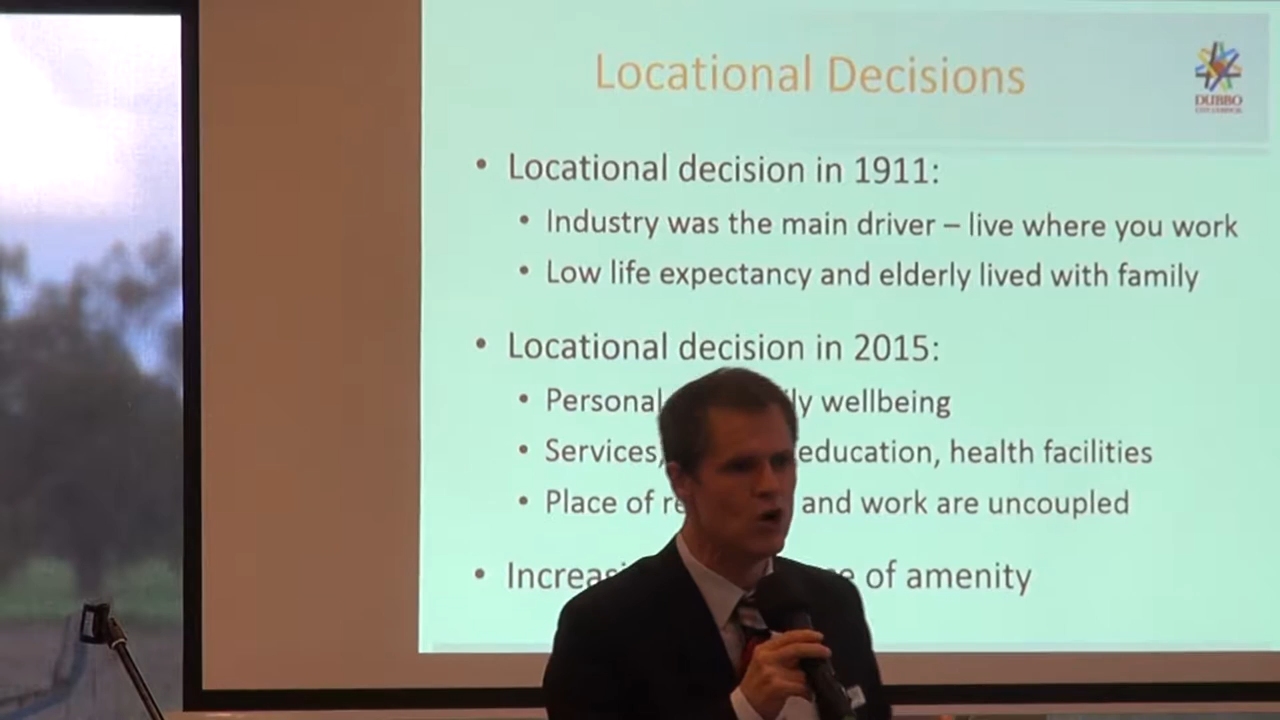 Locational Decisions
DUBBO
CITY COUNCIL
• Locational decision in 1911:
• Industry was the main driver – live where you work
• Low life expectancy and elderly lived with family
• Locational decision in 2015:
• Personal wellbeing
• Services, education, health facilities
• Place of and work are uncoupled
• of amenity